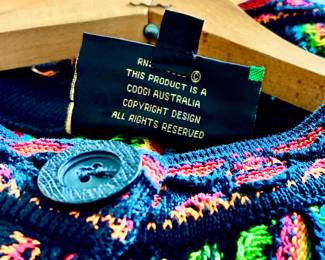 THIS PRODUCT IS A
COOGI AUSTRALIA
COPYRIGHT DESIGN
ALL RIGHTS RESERVED